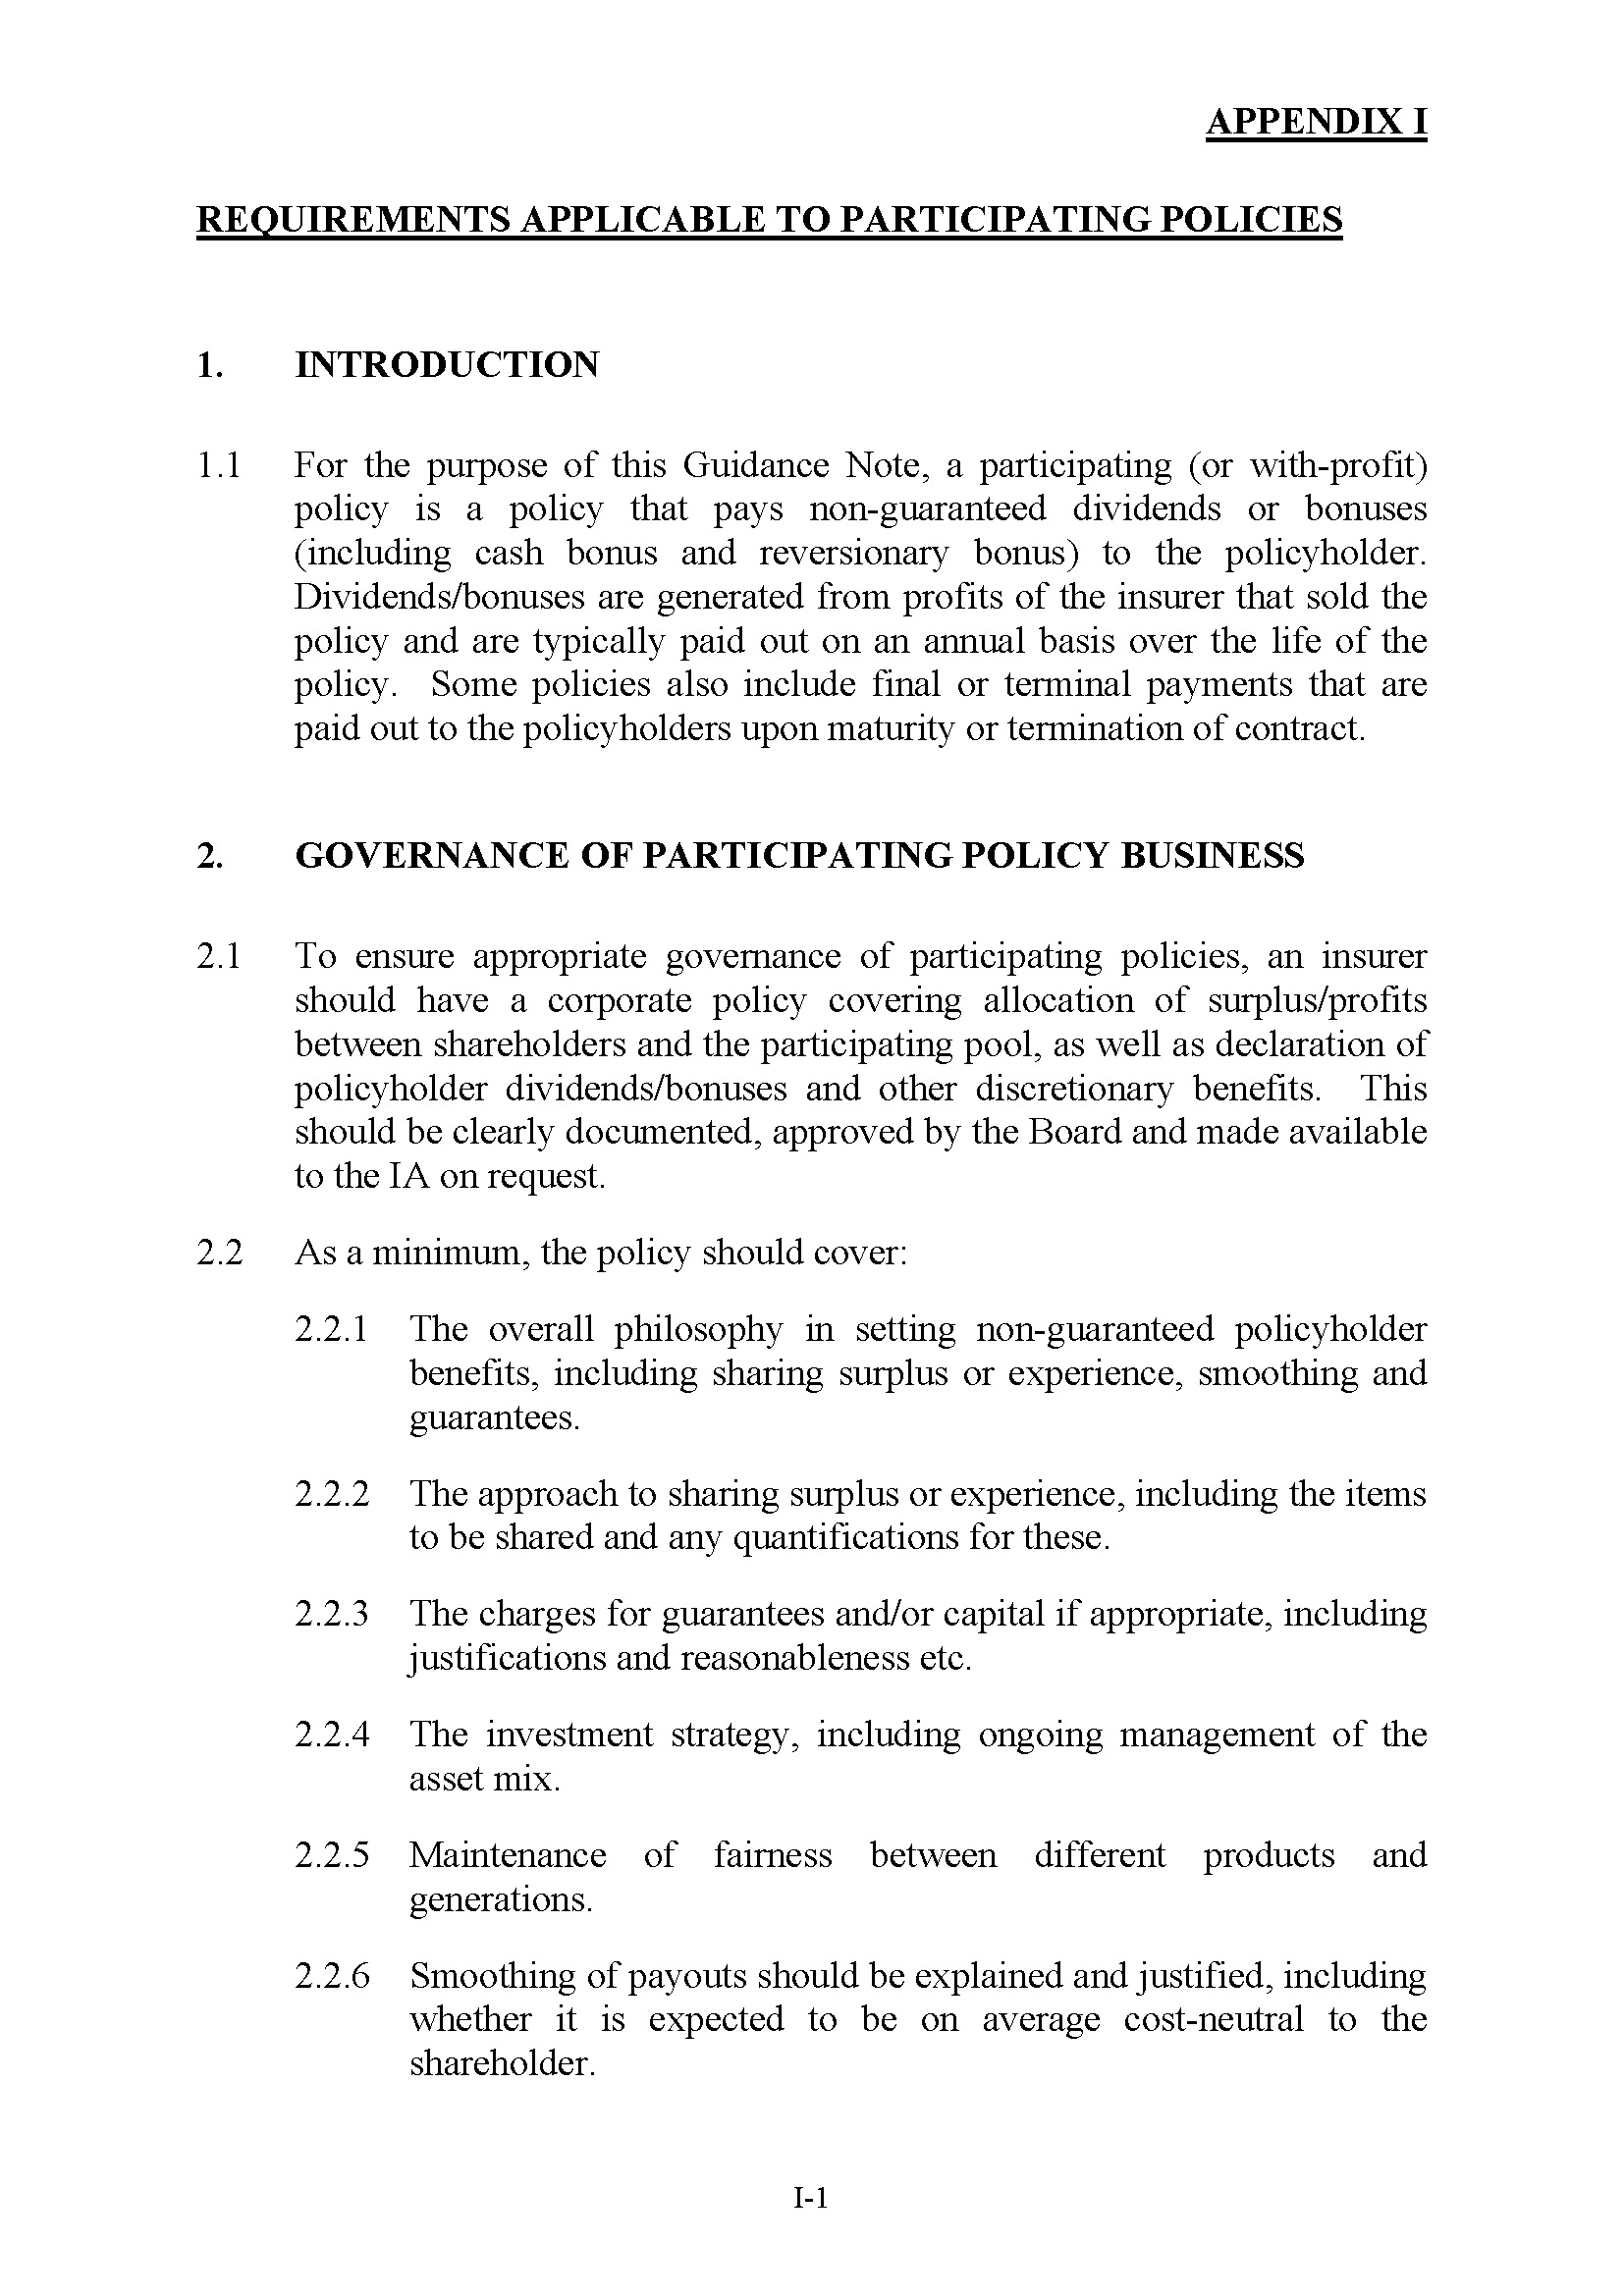 APPENDIX I
REQUIREMENTS APPLICABLE TO PARTICIPATING POLICIES
1. INTRODUCTION
1.1 For the purpose of this Guidance Note, a participating (or with-profit)
policy is a policy that pays non-guaranteed dividends or bonuses
(including cash bonus and reversionary bonus) to the policyholder.
Dividends/bonuses are generated from profits of the insurer that sold the
policy and are typically paid out on an annual basis over the life of the
policy. Some policies also include final or terminal payments that are
paid out to the policyholders upon maturity or termination of contract.
2. GOVERNANCE OF PARTICIPATING POLICY BUSINESS
2.1 To ensure appropriate governance of participating policies, an insurer
should have a corporate policy covering allocation of surplus/profits
between shareholders and the participating pool, as well as declaration of
policyholder dividends/bonuses and other discretionary benefits. This
should be clearly documented, approved by the Board and made available
to the IA on request.
2.2 As a minimum, the policy should cover:
2.2.1 The overall philosophy in setting non-guaranteed policyholder
benefits, including sharing surplus or experience, smoothing and
guarantees.
2.2.2 The approach to sharing surplus or experience, including the items
to be shared and any quantifications for these.
2.2.3 The charges for guarantees and/or capital if appropriate, including
justifications and reasonableness etc.
2.2.4 The investment strategy, including ongoing management of the
asset mix.
2.2.5 Maintenance of fairness between different products and
generations.
2.2.6 Smoothing of payouts should be explained and justified, including
whether it is expected to be on average cost-neutral to the
shareholder.
I-1